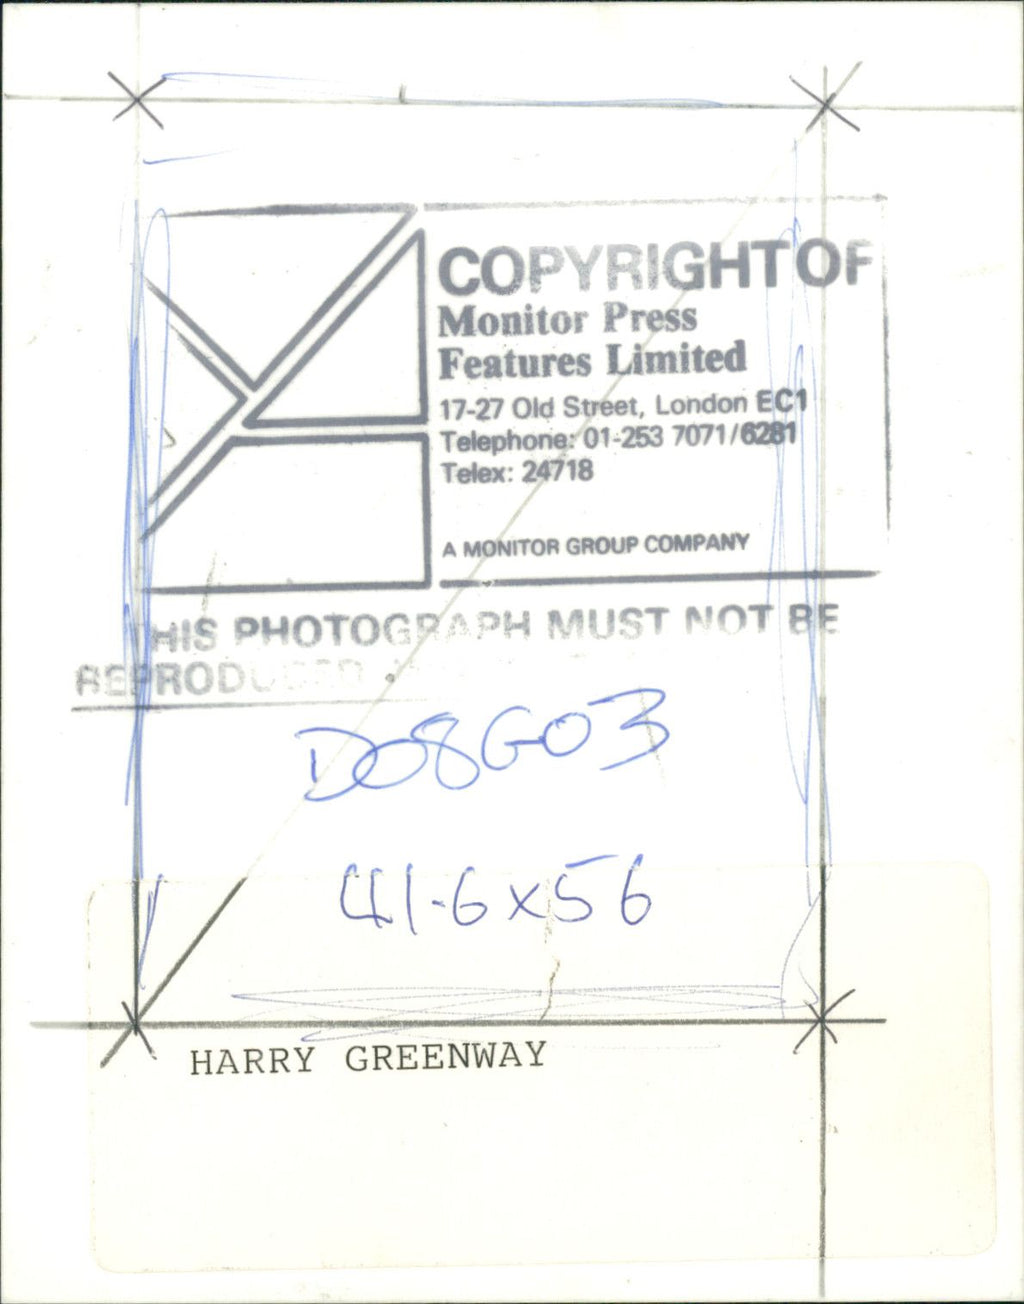 COPYRIGHT OF
Monitor Press
Features Limited
17-27 Old Street, London EC1
Telephone: 01-253 7071/6281
Telex: 24718
A MONITOR GROUP COMPANY
THIS PHOTOGRAPH MUST NOT BE
REPRODUCED
D08G03
41.6x56
HARRY GREENWAY